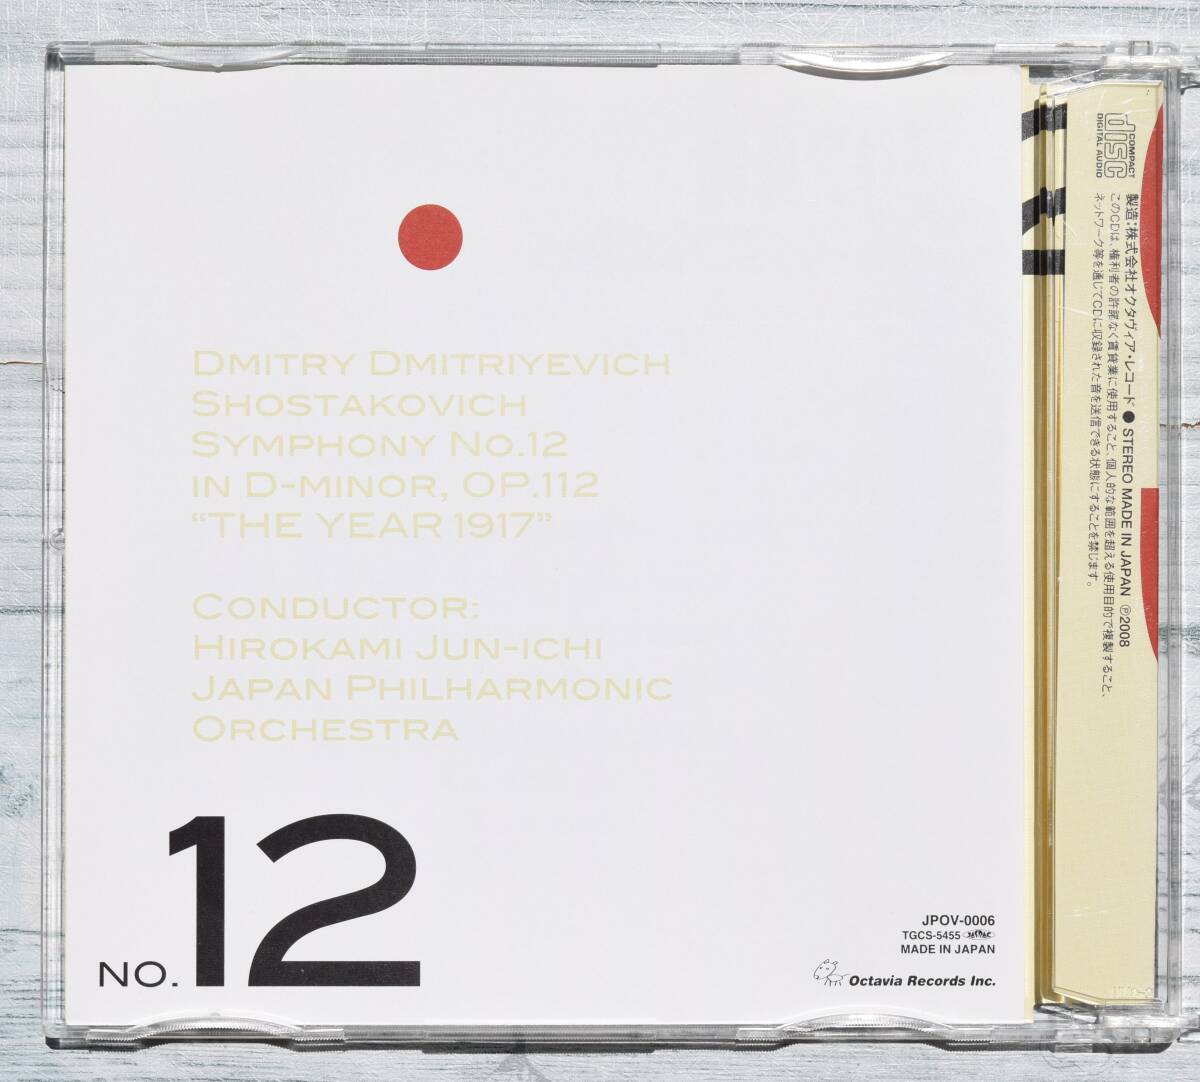 DMITRY DMITRIYEVICH
SHOSTAKOVICH
SYMPHONY NO.12
IN D-MINOR, OP.112
“THE YEAR 1917”
CONDUCTOR:
HIROKAMI JUN-ICHI
JAPAN PHILHARMONIC
ORCHESTRA
NO.12
JPOV-0006
TGCS-5455
MADE IN JAPAN
Octavia Records Inc.
COMPACT
disc
DIGITAL AUDIO
製造:株式会社オクタヴィア・レコード ● STEREO MADE IN JAPAN Ⓟ2008
このCDは、権利者の許諾なく賃貸業に使用すること、個人的な範囲を超える使用目的で複製すること、
ネットワーク等を通じてCDに収録された音を送信できる状態にすることを禁じます。